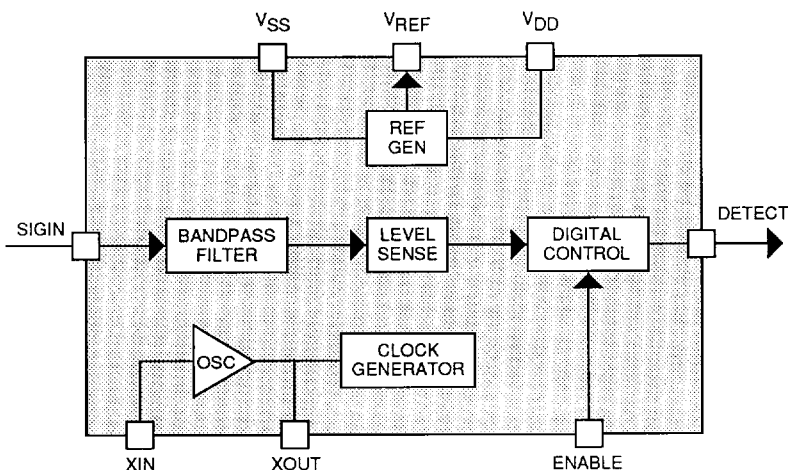 VSS
VREF
VDD
REF
GEN
SIGIN
BANDPASS
FILTER
LEVEL
SENSE
DIGITAL
CONTROL
DETECT
OSC
CLOCK
GENERATOR
XIN
XOUT
ENABLE